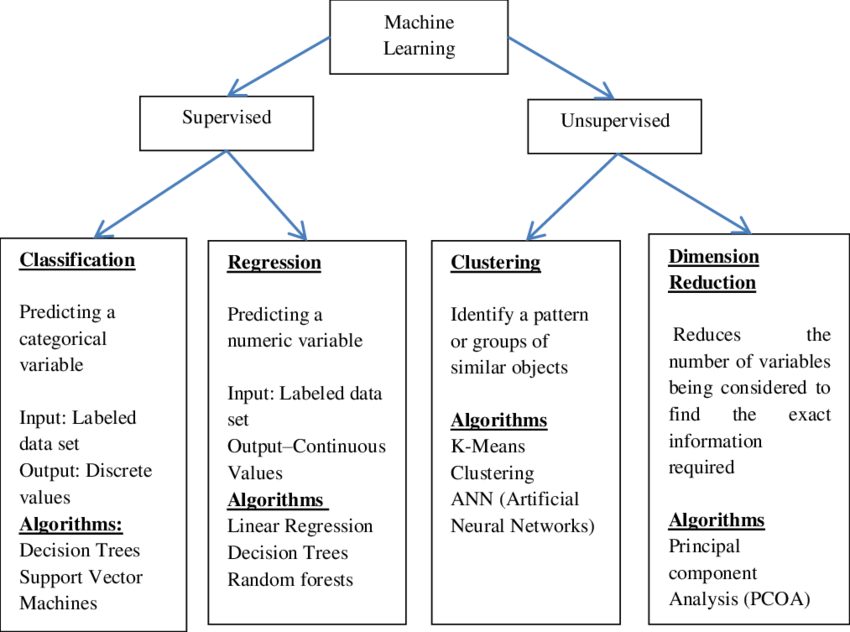 Machine
Learning
Supervised
Unsupervised
Classification
Predicting a
categorical
variable
Input: Labeled
data set
Output: Discrete
values
Algorithms:
Decision Trees
Support Vector
Machines
Regression
Predicting a
numeric variable
Input: Labeled data
set
Output–Continuous
Values
Algorithms
Linear Regression
Decision Trees
Random forests
Clustering
Identify a pattern
or groups of
similar objects
Algorithms
K-Means
Clustering
ANN (Artificial
Neural Networks)
Dimension
Reduction
Reduces the
number of variables
being considered to
find the exact
information
required
Algorithms
Principal
component
Analysis (PCOA)